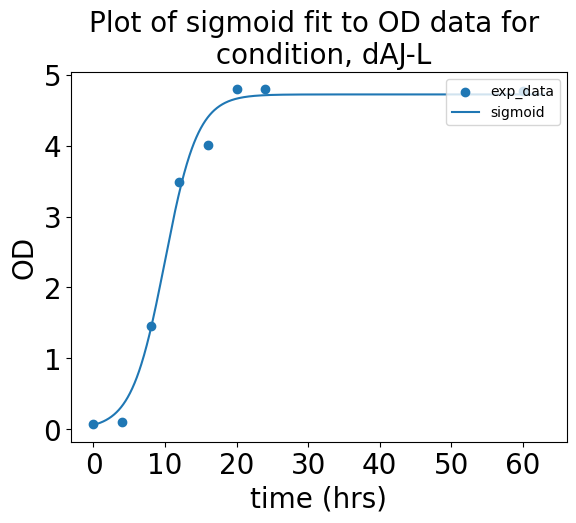 Plot of sigmoid fit to OD data for
condition, dAJ-L
5
4
3
2
1
0
OD
exp_data
sigmoid
0 10 20 30 40 50 60
time (hrs)